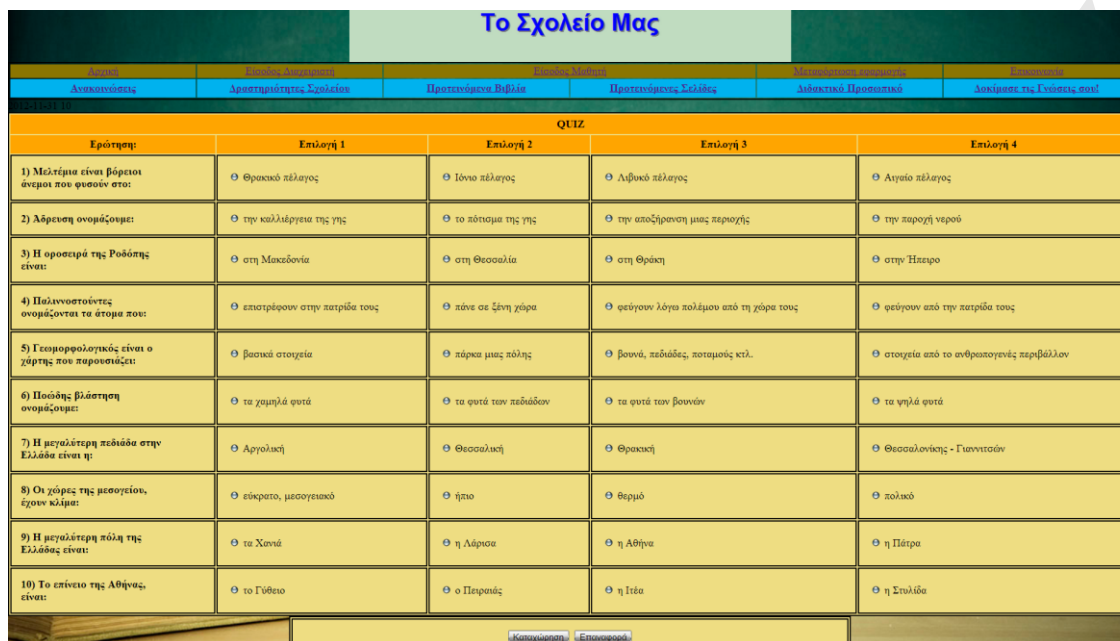 Το Σχολείο Μας
Αρχική Είσοδος Διαχειριστή Είσοδος Μαθητή Μεταφόρτωση εφαρμογής Επικοινωνία
Ανακοινώσεις Δραστηριότητες Σχολείου Προτεινόμενα Βιβλία Προτεινόμενες Σελίδες Διδακτικό Προσωπικό Δοκίμασε τις Γνώσεις σου!
QUIZ
Ερώτηση: Επιλογή 1 Επιλογή 2 Επιλογή 3 Επιλογή 4
1) Μελτέμια είναι βόρειοι
άνεμοι που φυσούν στο:
Θρακικό πέλαγος Ιόνιο πέλαγος Λιβυκό πέλαγος Αιγαίο πέλαγος
2) Άδρευση ονομάζουμε: την καλλιέργεια της γης το πότισμα της γης την αποξήρανση μιας περιοχής την παροχή νερού
3) Η οροσειρά της Ροδόπης
είναι:
στη Μακεδονία στη Θεσσαλία στη Θράκη στην Ήπειρο
4) Παλιννοστούντες
ονομάζονται τα άτομα που:
επιστρέφουν στην πατρίδα τους πάνε σε ξένη χώρα φεύγουν λόγω πολέμου από τη χώρα τους φεύγουν από την πατρίδα τους
5) Γεωμορφολογικός είναι ο
χάρτης που παρουσιάζει:
βασικά στοιχεία πάρκα μιας πόλης βουνά, πεδιάδες, ποταμούς κτλ. στοιχεία από το ανθρωπογενές περιβάλλον
6) Ποώδης βλάστηση
ονομάζουμε:
τα χαμηλά φυτά τα φυτά των πεδιάδων τα φυτά των βουνών τα ψηλά φυτά
7) Η μεγαλύτερη πεδιάδα στην
Ελλάδα είναι η:
Αργολική Θεσσαλική Θρακική Θεσσαλονίκης - Γιαννιτσών
8) Οι χώρες της μεσογείου,
έχουν κλίμα:
εύκρατο, μεσογειακό ήπιο θερμό πολικό
9) Η μεγαλύτερη πόλη της
Ελλάδας είναι:
τα Χανιά η Λάρισα η Αθήνα η Πάτρα
10) Το επίνειο της Αθήνας,
είναι:
το Γύθειο ο Πειραιάς η Ιτέα η Στυλίδα
Καταχώρηση Επαναφορά